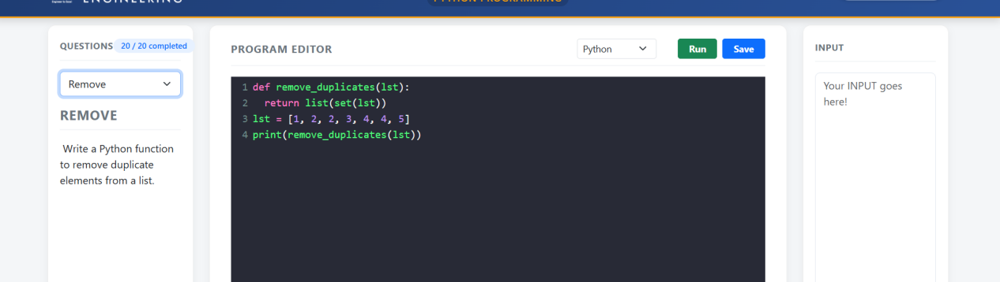 ENGINEERING
PYTHON PROGRAMMING
QUESTIONS 20 / 20 completed
Remove
REMOVE
Write a Python function
to remove duplicate
elements from a list.
PROGRAM EDITOR
Python
Run
Save
1 def remove_duplicates(lst):
2   return list(set(lst))
3 lst = [1, 2, 2, 3, 4, 4, 5]
4 print(remove_duplicates(lst))
INPUT
Your INPUT goes
here!